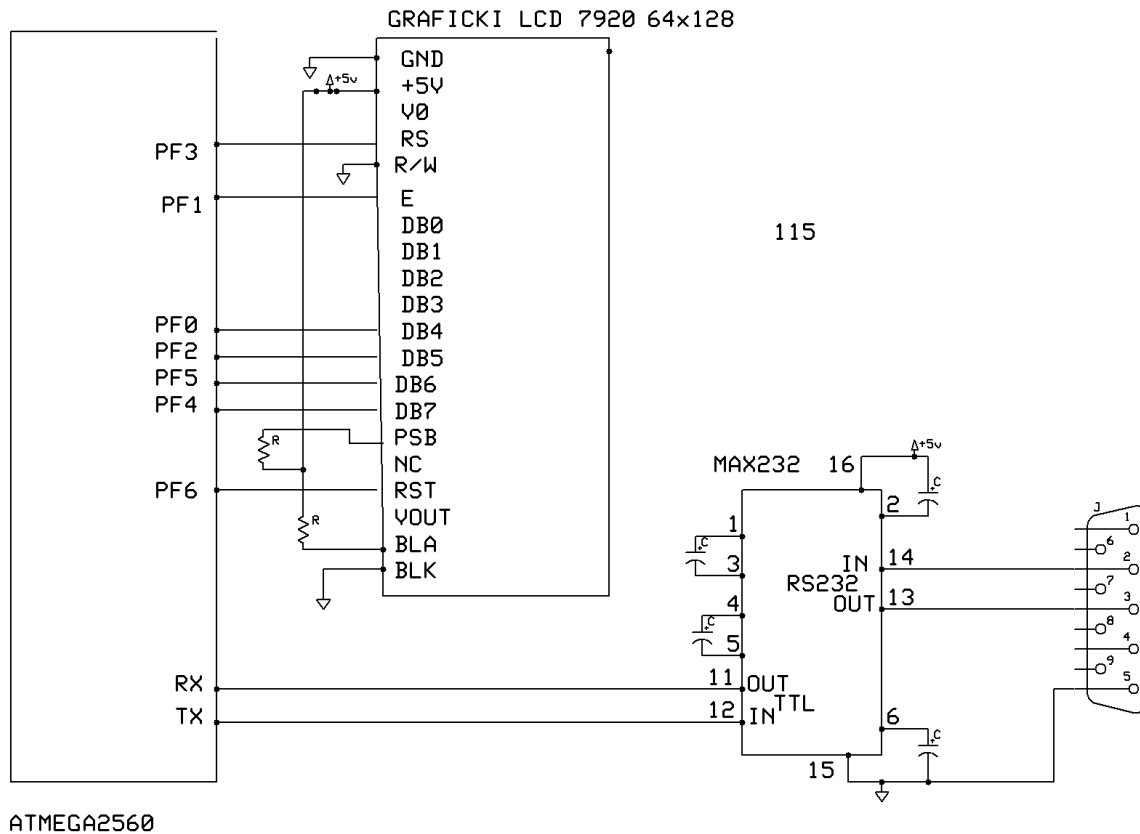 GRAFICKI LCD 7920 64x128
GND
+5v
+5V
V0
RS
PF3
R/W
PF1
E
DB0
115
DB1
DB2
DB3
PF0
DB4
PF2
DB5
PF5
DB6
PF4
DB7
R
PSB
+5v
NC
MAX232
16
C
PF6
RST
2
J
R
VOUT
1
1
6
BLA
C
2
3
IN
14
BLK
RS232
7
OUT
13
3
4
C
8
5
4
9
RX
11
OUT
5
TX
12
IN
TTL
6
C
15
ATMEGA2560